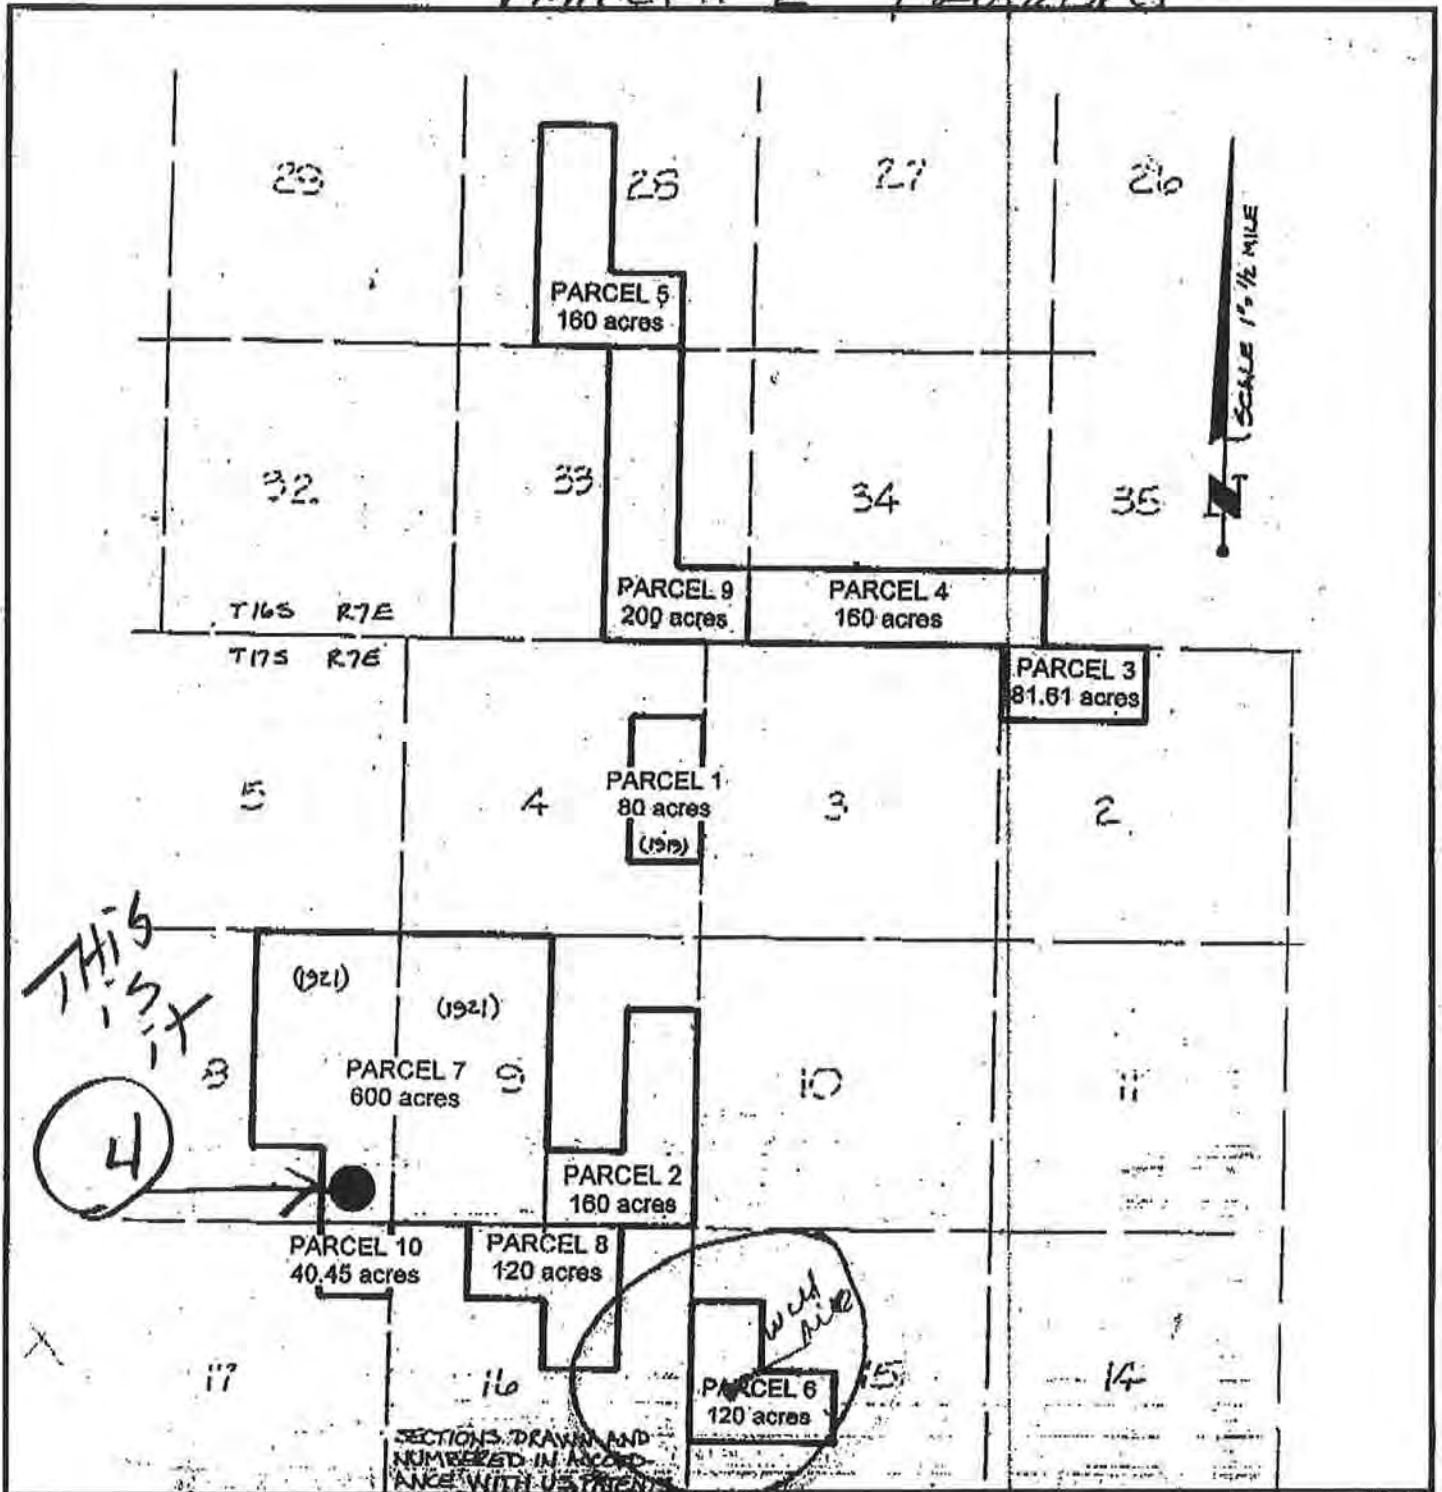 29
28
27
26
SCALE 1"=1/2 MILE
PARCEL 5
160 acres
32
33
34
35
N
PARCEL 9
200 acres
PARCEL 4
160 acres
T16S R7E
T17S R7E
PARCEL 3
81.61 acres
5
4
PARCEL 1
80 acres
3
2
THiS
iS
iT
(1921)
(1921)
8
PARCEL 7
600 acres
9
10
11
4
PARCEL 2
160 acres
PARCEL 10
40.45 acres
PARCEL 8
120 acres
Well
X
17
16
PARCEL 6
120 acres
15
14
SECTIONS DRAWN AND
NUMBERED IN ACCORD-
ANCE WITH US PATENTS